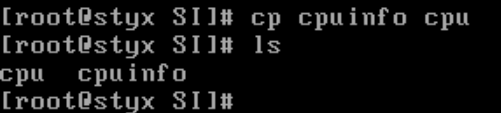 [root@styx SI]# cp cpuinfo cpu
[root@styx SI]# ls
cpu  cpuinfo
[root@styx SI]#